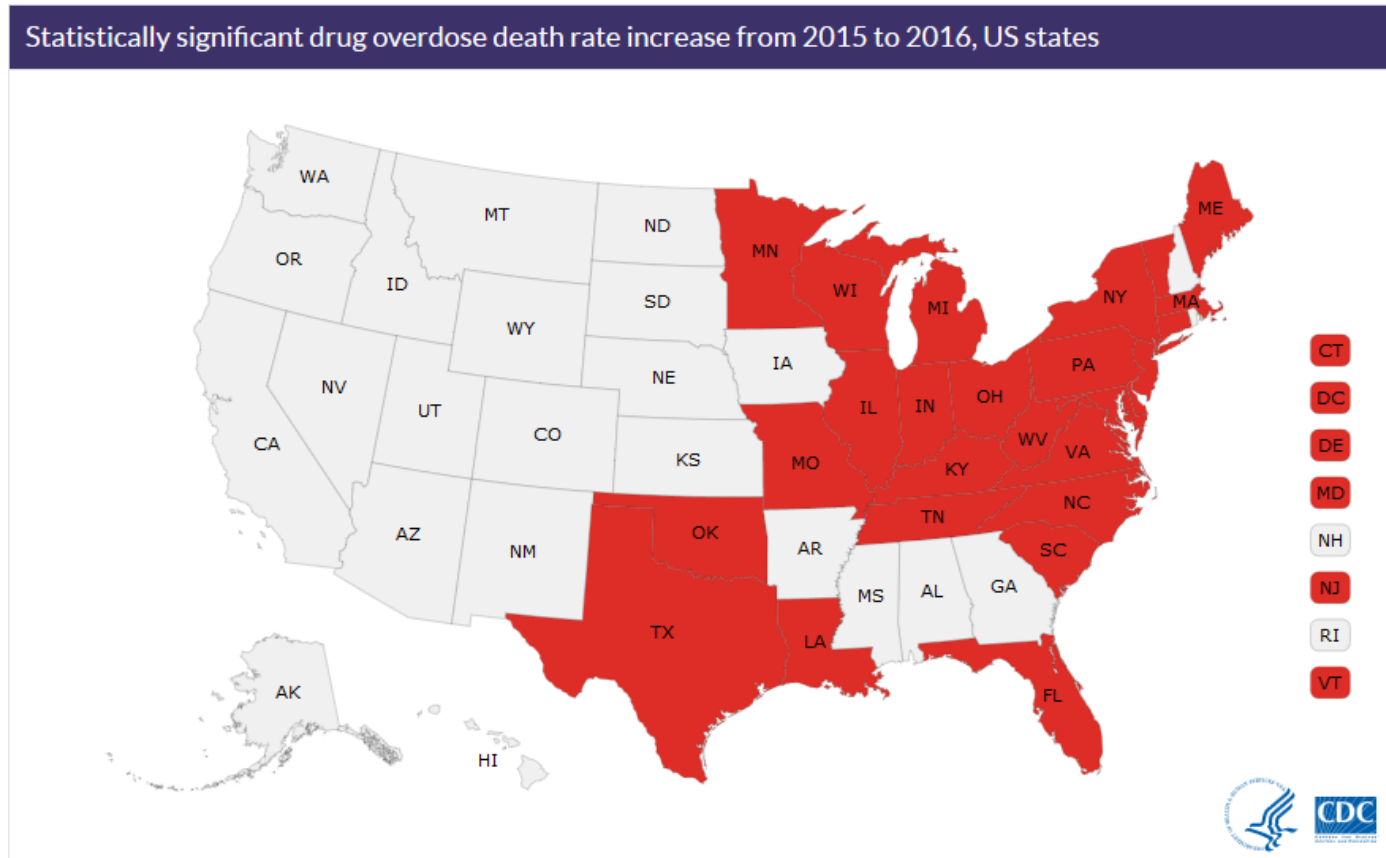 Statistically significant drug overdose death rate increase from 2015 to 2016, US states
WA
MT
ND
MN
ME
OR
ID
SD
WI
MI
NY
MA
WY
IA
PA
CT
NV
NE
DC
UT
CO
IL
IN
OH
WV
VA
DE
CA
KS
MO
KY
MD
AZ
NM
OK
AR
TN
NC
SC
NH
MS
AL
GA
NJ
TX
LA
RI
AK
FL
VT
HI
CDC